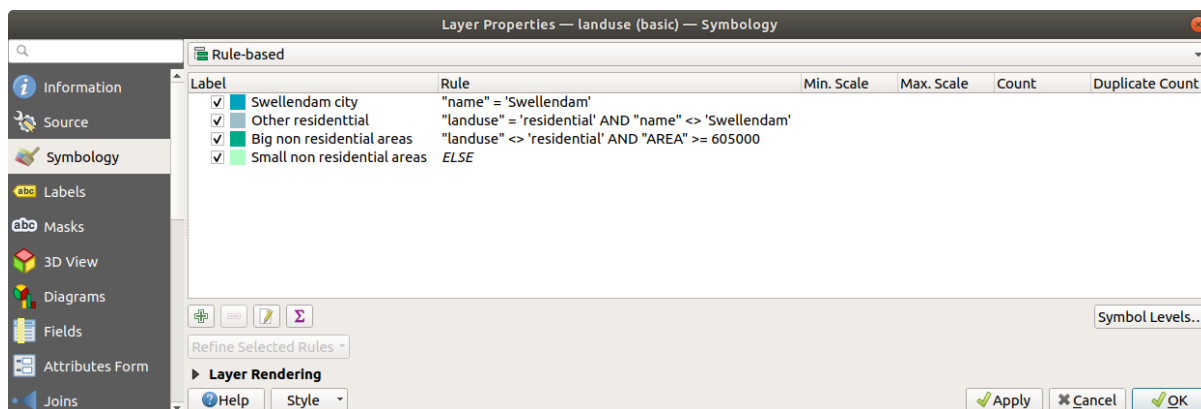 Layer Properties — landuse (basic) — Symbology
Information
Source
Symbology
Labels
abc
Masks
abc
3D View
Diagrams
Fields
Attributes Form
Joins
Rule-based
Label Rule Min. Scale Max. Scale Count Duplicate Count
Swellendam city "name" = 'Swellendam'
Other residenttial "landuse" = 'residential' AND "name" <> 'Swellendam'
Big non residential areas "landuse" <> 'residential' AND "AREA" >= 605000
Small non residential areas ELSE
Σ
Symbol Levels...
Refine Selected Rules
Layer Rendering
Help Style Apply Cancel OK